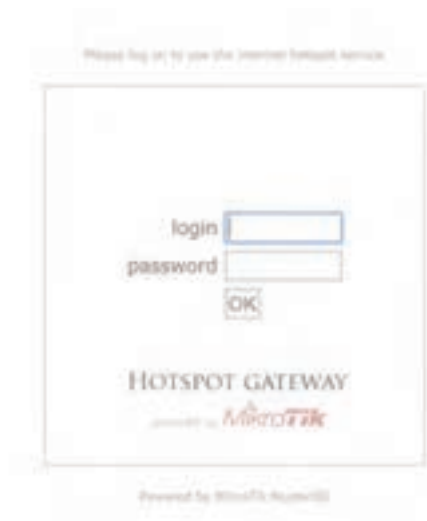 Please log on to use the internet hotspot service
login
password
OK
HOTSPOT GATEWAY
powered by MikroTik
Powered by MikroTik RouterOS